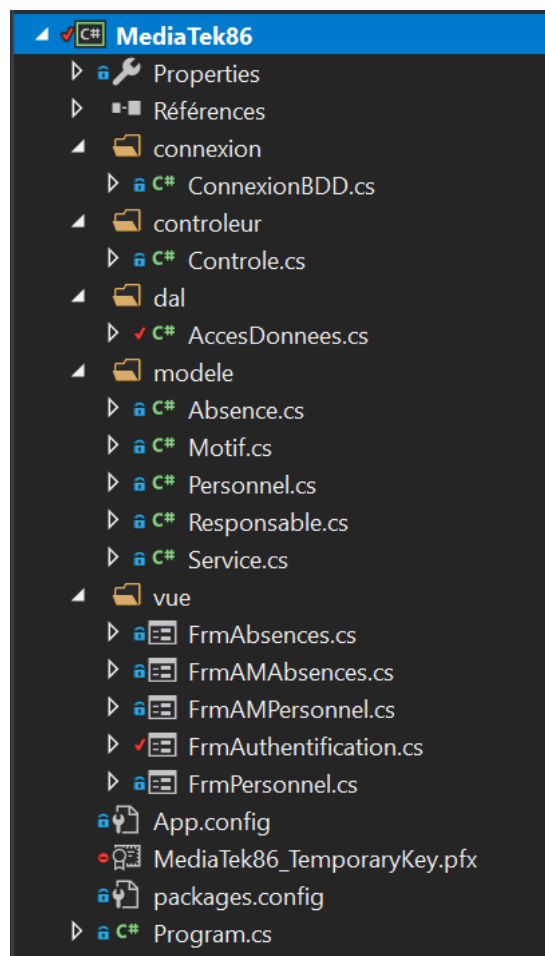 C# MediaTek86
Properties
Références
connexion
C# ConnexionBDD.cs
controleur
C# Controle.cs
dal
C# AccesDonnees.cs
modele
C# Absence.cs
C# Motif.cs
C# Personnel.cs
C# Responsable.cs
C# Service.cs
vue
FrmAbsences.cs
FrmAMAbsences.cs
FrmAMPersonnel.cs
FrmAuthentification.cs
FrmPersonnel.cs
App.config
MediaTek86_TemporaryKey.pfx
packages.config
C# Program.cs